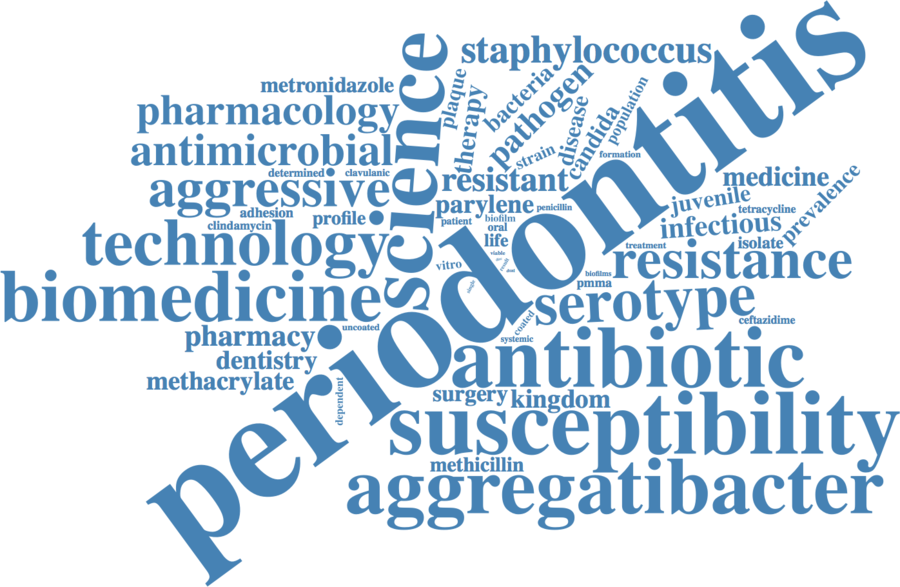 staphylococcus
metronidazole
science
plaque
therapy
bacteria
pathogen
population
pharmacology
disease
candida
antimicrobial
strain
formation
determined
clavulanic
aggressive
resistant
medicine
juvenile
prevalence
adhesion
profile
parylene
penicillin
tetracycline
clindamycin
patient
biofilm
oral
infectious
technology
life
treatment
isolate
viable
vitro
result
dual
resistance
biofilms
pmma
single
biomedicine
serotype
periodontitis
coated
ceftazidime
uncoated
pharmacy
systemic
dentistry
antibiotic
methacrylate
dependent
surgery
kingdom
susceptibility
methicillin
aggregatibacter